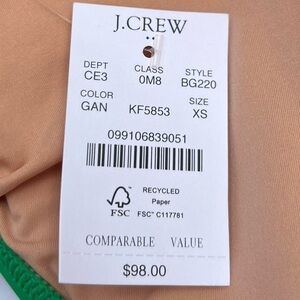 J.CREW
DEPT CLASS STYLE
CE3 0M8 BG220
COLOR SIZE
GAN KF5853 XS
099106839051
RECYCLED
Paper
FSC FSC® C117781
COMPARABLE VALUE
$98.00